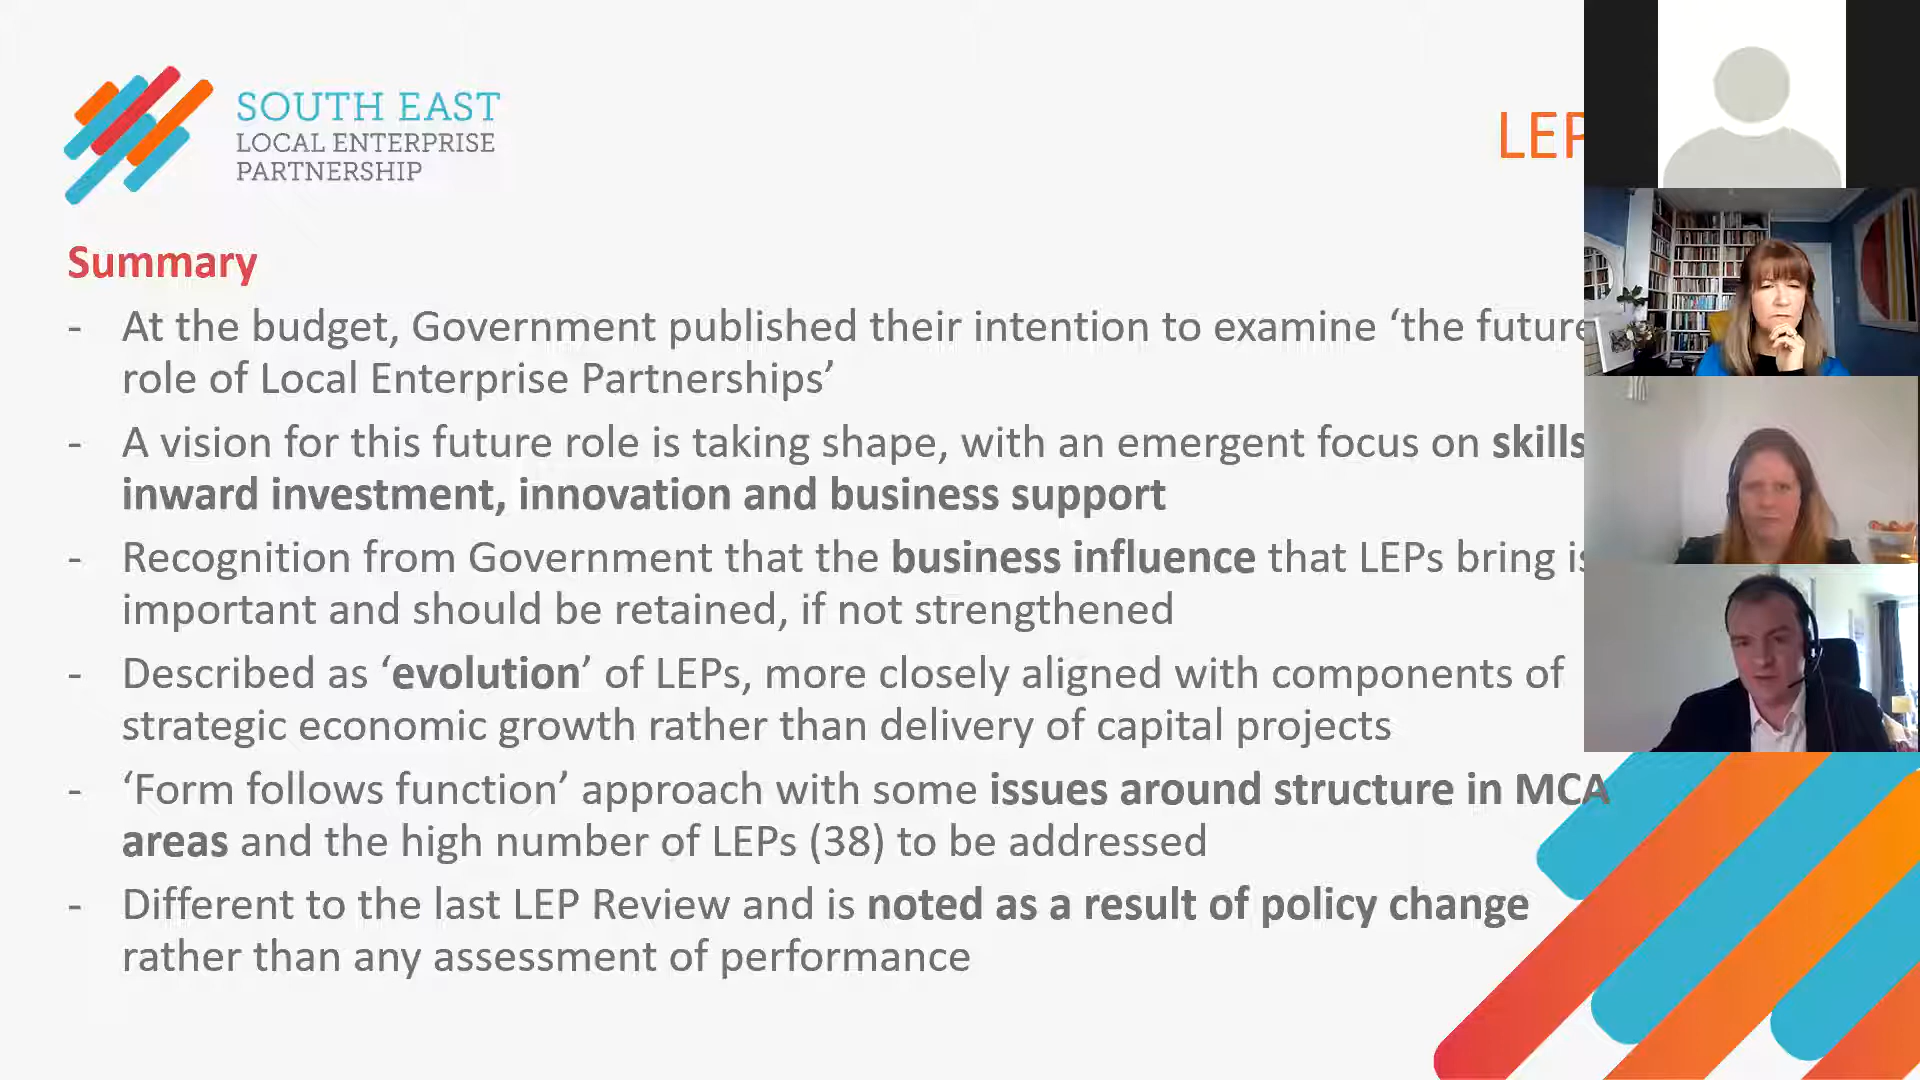 SOUTH EAST
LOCAL ENTERPRISE
PARTNERSHIP
LEP
Summary
- At the budget, Government published their intention to examine ‘the future
role of Local Enterprise Partnerships’
- A vision for this future role is taking shape, with an emergent focus on skills
inward investment, innovation and business support
- Recognition from Government that the business influence that LEPs bring is
important and should be retained, if not strengthened
- Described as ‘evolution’ of LEPs, more closely aligned with components of
strategic economic growth rather than delivery of capital projects
- ‘Form follows function’ approach with some issues around structure in MCA
areas and the high number of LEPs (38) to be addressed
- Different to the last LEP Review and is noted as a result of policy change
rather than any assessment of performance